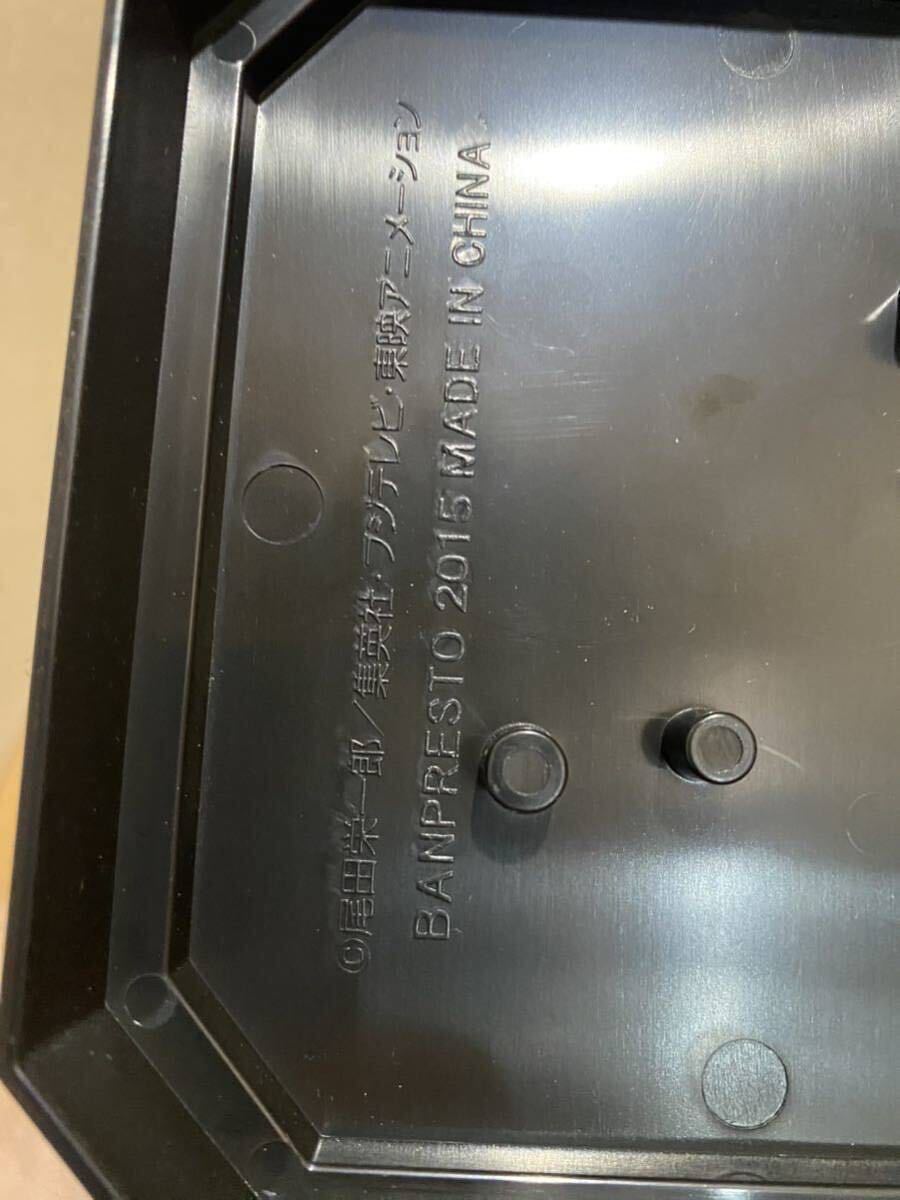 ©尾田栄一郎/集英社・フジテレビ・東映アニメーション
BANPRESTO 2015 MADE IN CHINA.